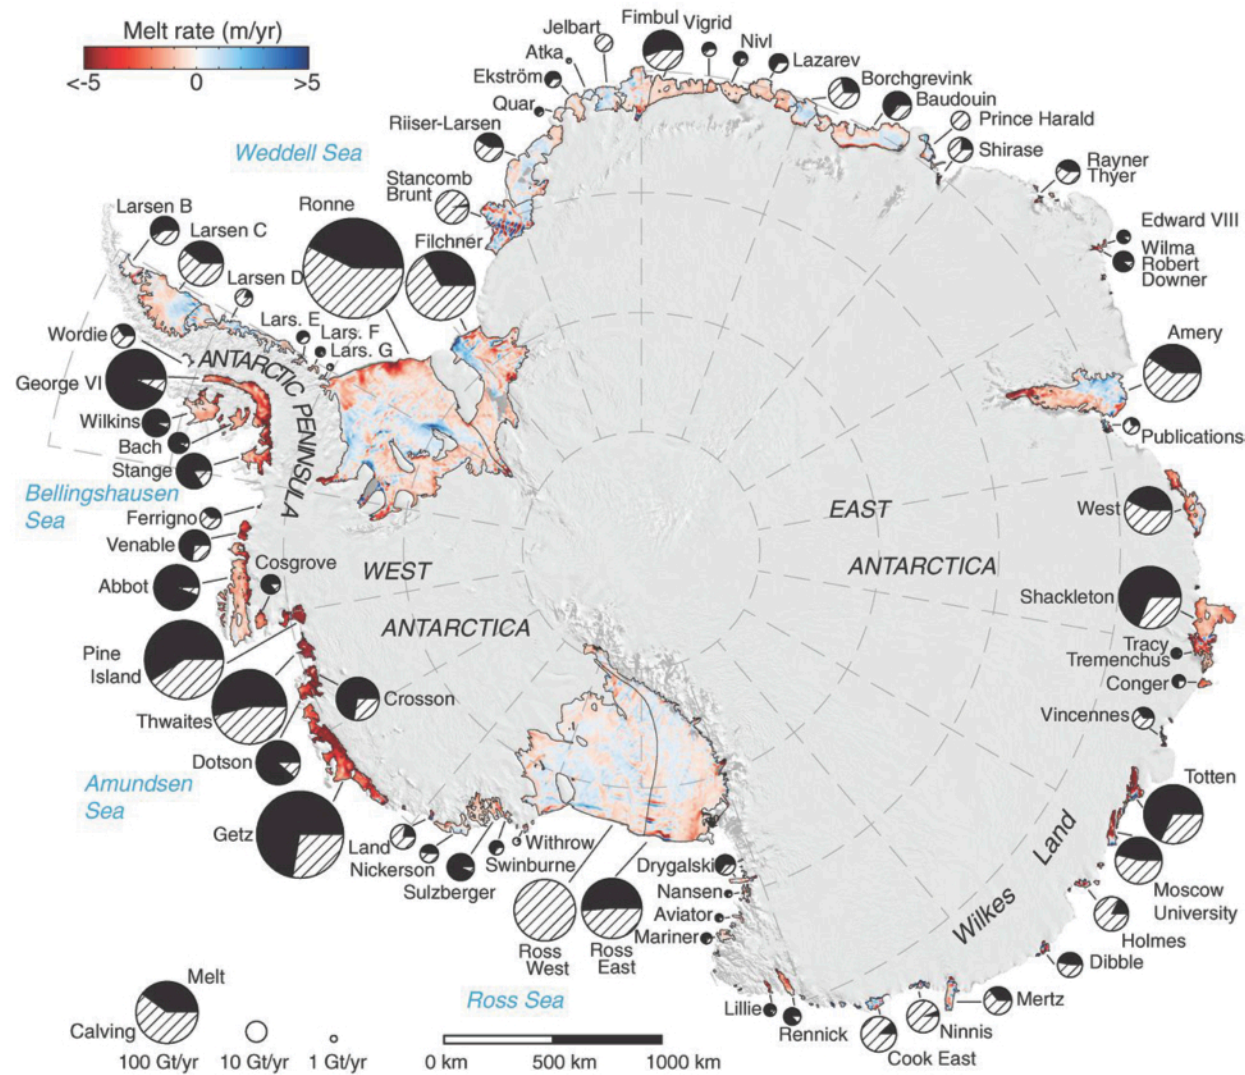 Melt rate (m/yr)
<-5
0
>5
Jelbart
Fimbul
Vigrid
Nivl
Lazarev
Atka
Ekström
Quar
Borchgrevink
Baudouin
Prince Harald
Shirase
Riiser-Larsen
Rayner
Thyer
Weddell Sea
Stancomb
Brunt
Ronne
Filchner
Edward VIII
Wilma
Robert
Downer
Larsen B
Larsen C
Larsen D
Lars. E
Lars. F
Lars. G
Wordie
ANTARCTIC PENINSULA
Amery
George VI
Wilkins
Bach
Stange
Publications
Bellingshausen
Sea
Ferrigno
Venable
Abbot
Cosgrove
EAST
ANTARCTICA
West
WEST
ANTARCTICA
Shackleton
Tracy
Tremenchus
Conger
Vincennes
Pine
Island
Thwaites
Crosson
Dotson
Amundsen
Sea
Getz
Totten
Land
Nickerson
Sulzberger
Swinburne
Withrow
Drygalski
Nansen
Aviator
Mariner
Ross
West
Ross
East
Wilkes Land
Moscow
University
Holmes
Dibble
Mertz
Ninnis
Cook East
Rennick
Lillie
Ross Sea
Melt
Calving
100 Gt/yr
10 Gt/yr
1 Gt/yr
0 km
500 km
1000 km